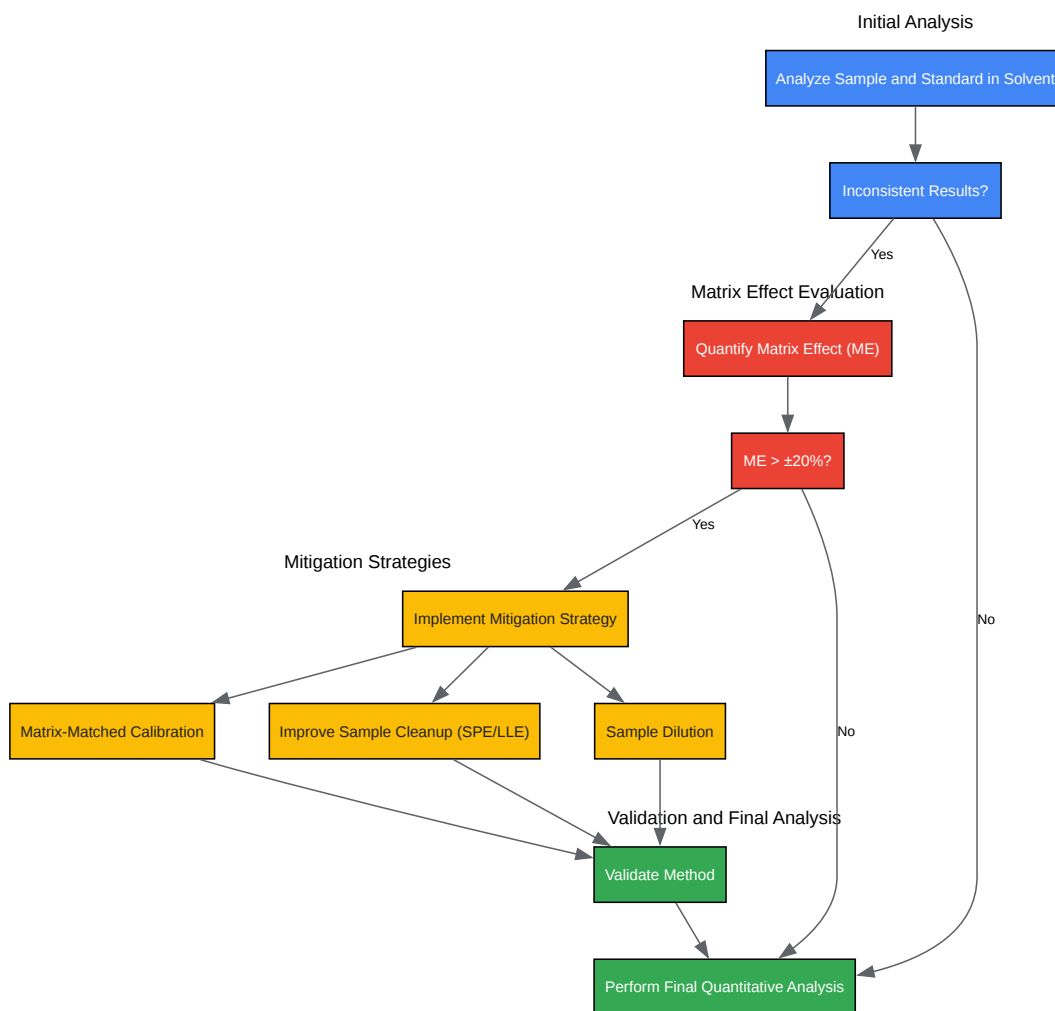 Initial Analysis
Analyze Sample and Standard in Solvent
Inconsistent Results?
Yes
Matrix Effect Evaluation
Quantify Matrix Effect (ME)
ME > ±20%?
Yes
Mitigation Strategies
Implement Mitigation Strategy
No
Matrix-Matched Calibration
Improve Sample Cleanup (SPE/LLE)
Sample Dilution
No
Validation and Final Analysis
Validate Method
Perform Final Quantitative Analysis